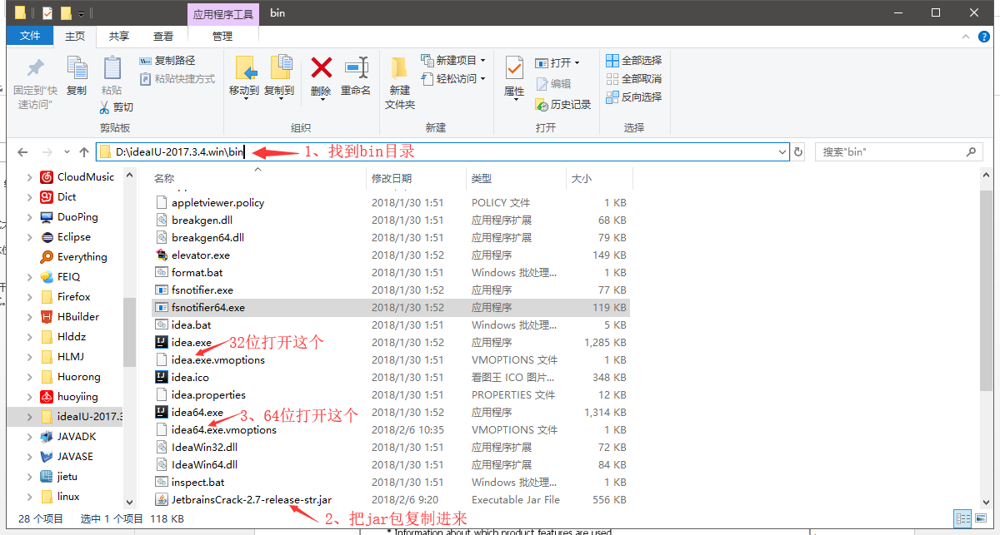 应用程序工具 bin
文件 主页 共享 查看 管理
固定到"快速访问"
复制
粘贴
复制路径
粘贴快捷方式
剪切
剪贴板
移动到
复制到
删除
重命名
组织
新建文件夹
新建项目
轻松访问
新建
属性
打开
编辑
历史记录
打开
全部选择
全部取消
反向选择
选择
D:\ideaIU-2017.3.4.win\bin
1、找到bin目录
搜索"bin"
CloudMusic
Dict
DuoPing
Eclipse
Everything
FEIQ
Firefox
HBuilder
Hlddz
HLMJ
Huorong
huoyiing
ideaIU-2017.3
JAVADK
JAVASE
jietu
linux
名称 修改日期 类型 大小
appletviewer.policy 2018/1/30 1:51 POLICY 文件 1 KB
breakgen.dll 2018/1/30 1:51 应用程序扩展 68 KB
breakgen64.dll 2018/1/30 1:51 应用程序扩展 79 KB
elevator.exe 2018/1/30 1:52 应用程序 149 KB
format.bat 2018/1/30 1:51 Windows 批处理... 1 KB
fsnotifier.exe 2018/1/30 1:52 应用程序 77 KB
fsnotifier64.exe 2018/1/30 1:52 应用程序 119 KB
idea.bat 2018/1/30 1:51 Windows 批处理... 5 KB
idea.exe 2018/1/30 1:52 应用程序 1,285 KB
32位打开这个
idea.exe.vmoptions 2018/1/30 1:51 VMOPTIONS 文件 1 KB
idea.ico 2018/1/30 1:51 看图王 ICO 图片... 348 KB
idea.properties 2018/1/30 1:51 PROPERTIES 文件 12 KB
idea64.exe 2018/1/30 1:52 应用程序 1,314 KB
3、64位打开这个
idea64.exe.vmoptions 2018/2/6 10:35 VMOPTIONS 文件 1 KB
IdeaWin32.dll 2018/1/30 1:51 应用程序扩展 72 KB
IdeaWin64.dll 2018/1/30 1:51 应用程序扩展 84 KB
inspect.bat 2018/1/30 1:51 Windows 批处理... 1 KB
JetbrainsCrack-2.7-release-str.jar 2018/2/6 9:20 Executable Jar File 556 KB
2、把jar包复制进来
28 个项目 选中 1 个项目 118 KB
* Information about which product features are used